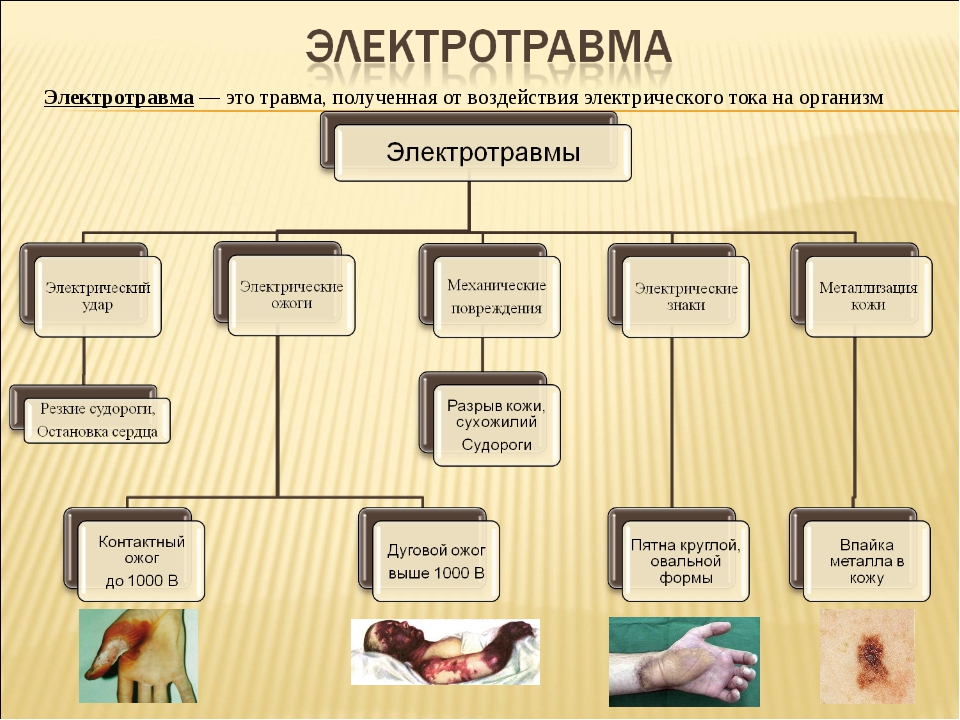 ЭЛЕКТРОТРАВМА
Электротравма — это травма, полученная от воздействия электрического тока на организм
Электротравмы
Электрический
удар
Электрические
ожоги
Механические
повреждения
Электрические
знаки
Металлизация
кожи
Резкие судороги,
Остановка сердца
Разрыв кожи,
сухожилий
Судороги
Контактный
ожог
до 1000 В
Дуговой ожог
выше 1000 В
Пятна круглой,
овальной
формы
Впайка
металла в
кожу